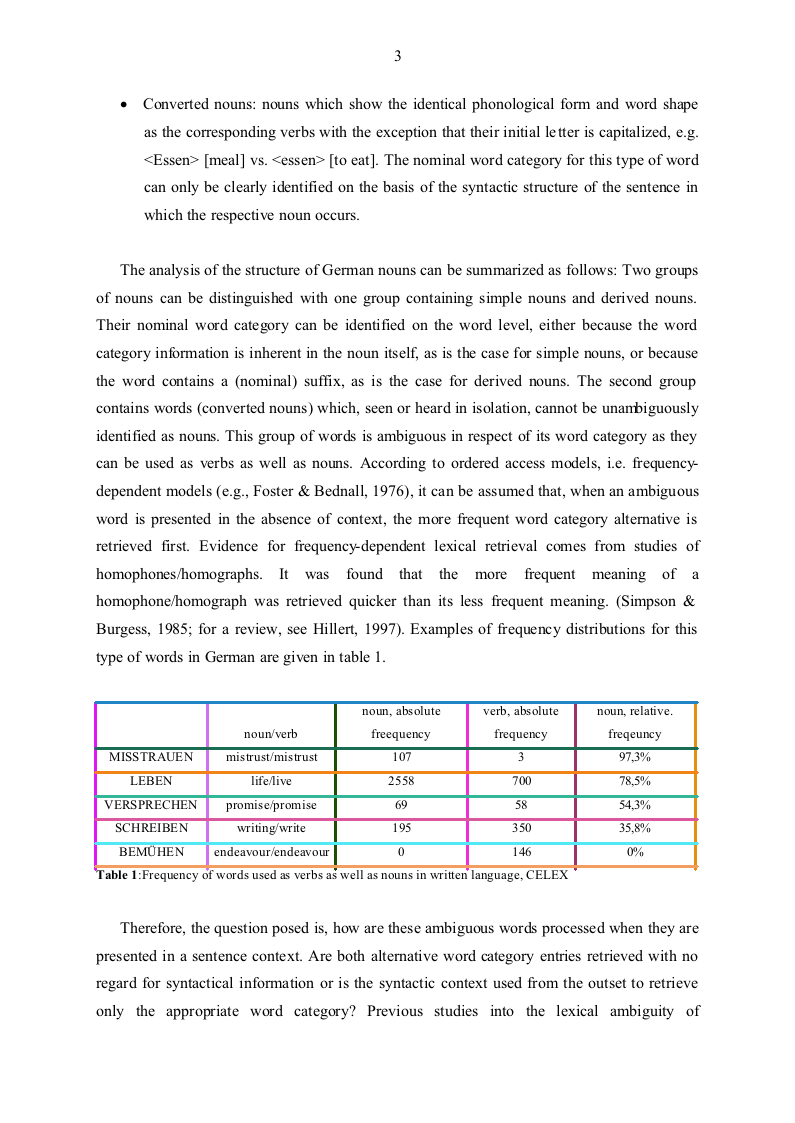 3
• Converted nouns: nouns which show the identical phonological form and word shape
as the corresponding verbs with the exception that their initial letter is capitalized, e.g.
<Essen> [meal] vs. <essen> [to eat]. The nominal word category for this type of word
can only be clearly identified on the basis of the syntactic structure of the sentence in
which the respective noun occurs.
The analysis of the structure of German nouns can be summarized as follows: Two groups
of nouns can be distinguished with one group containing simple nouns and derived nouns.
Their nominal word category can be identified on the word level, either because the word
category information is inherent in the noun itself, as is the case for simple nouns, or because
the word contains a (nominal) suffix, as is the case for derived nouns. The second group
contains words (converted nouns) which, seen or heard in isolation, cannot be unambiguously
identified as nouns. This group of words is ambiguous in respect of its word category as they
can be used as verbs as well as nouns. According to ordered access models, i.e. frequency-
dependent models (e.g., Foster & Bednall, 1976), it can be assumed that, when an ambiguous
word is presented in the absence of context, the more frequent word category alternative is
retrieved first. Evidence for frequency-dependent lexical retrieval comes from studies of
homophones/homographs. It was found that the more frequent meaning of a
homophone/homograph was retrieved quicker than its less frequent meaning. (Simpson &
Burgess, 1985; for a review, see Hillert, 1997). Examples of frequency distributions for this
type of words in German are given in table 1.
noun, absolute verb, absolute noun, relative.
noun/verb freequency frequency freqeuncy
MISSTRAUEN mistrust/mistrust 107 3 97,3%
LEBEN life/live 2558 700 78,5%
VERSPRECHEN promise/promise 69 58 54,3%
SCHREIBEN writing/write 195 350 35,8%
BEMÜHEN endeavour/endeavour 0 146 0%
Table 1:Frequency of words used as verbs as well as nouns in written language, CELEX
Therefore, the question posed is, how are these ambiguous words processed when they are
presented in a sentence context. Are both alternative word category entries retrieved with no
regard for syntactical information or is the syntactic context used from the outset to retrieve
only the appropriate word category? Previous studies into the lexical ambiguity of